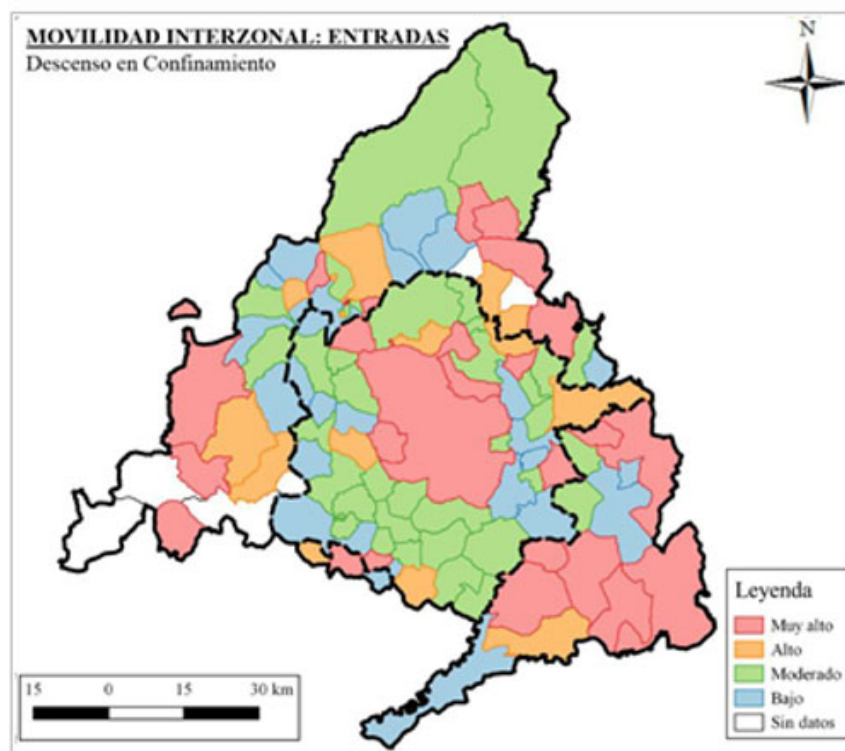 MOVILIDAD INTERZONAL: ENTRADAS
Descenso en Confinamiento
N
Leyenda
Muy alto
Alto
Moderado
Bajo
Sin datos
15 0 15 30 km